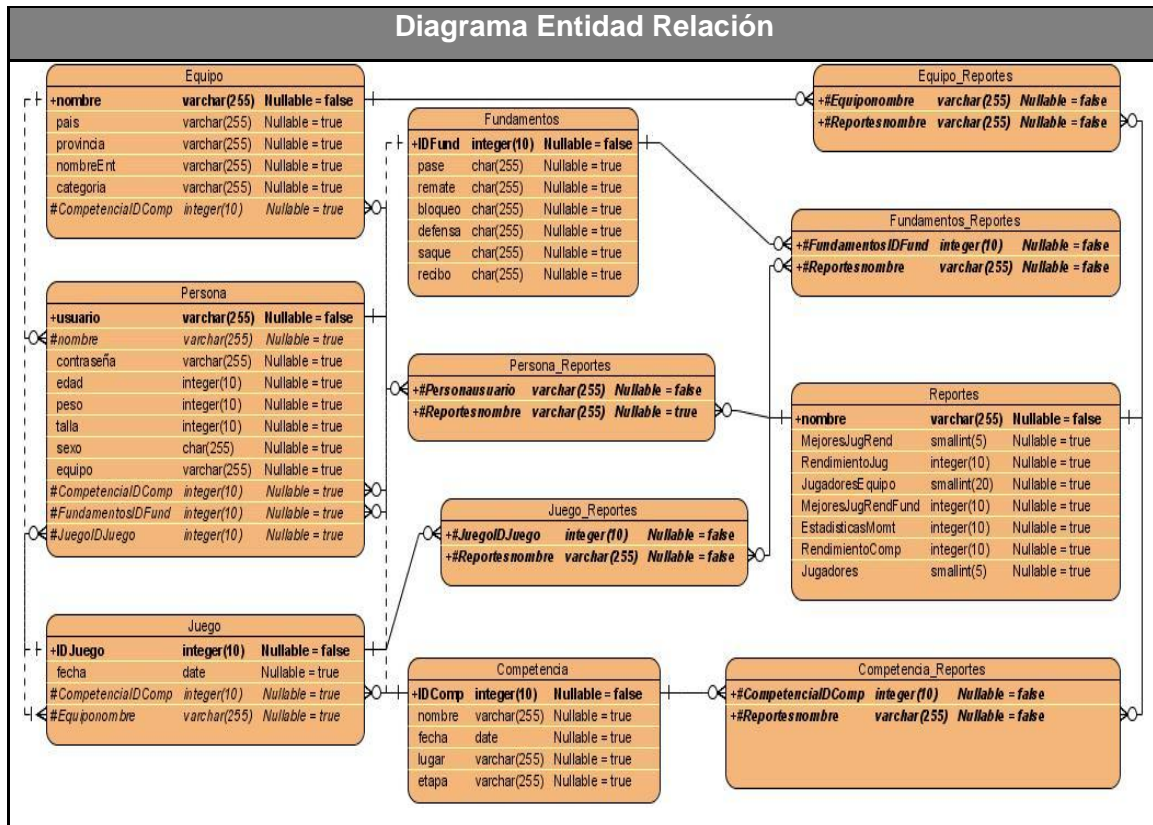 Diagrama Entidad Relación
Equipo
+nombre varchar(255) Nullable = false
pais varchar(255) Nullable = true
provincia varchar(255) Nullable = true
nombreEnt varchar(255) Nullable = true
categoria varchar(255) Nullable = true
#CompetenciaIDComp integer(10) Nullable = true
Persona
+usuario varchar(255) Nullable = false
#nombre varchar(255) Nullable = true
contraseña varchar(255) Nullable = true
edad integer(10) Nullable = true
peso integer(10) Nullable = true
talla integer(10) Nullable = true
sexo char(255) Nullable = true
equipo varchar(255) Nullable = true
#CompetenciaIDComp integer(10) Nullable = true
#FundamentosIDFund integer(10) Nullable = true
#JuegoIDJuego integer(10) Nullable = true
Juego
+IDJuego integer(10) Nullable = false
fecha date Nullable = true
#CompetenciaIDComp integer(10) Nullable = true
#Equiponombre varchar(255) Nullable = true
Fundamentos
+IDFund integer(10) Nullable = false
pase char(255) Nullable = true
remate char(255) Nullable = true
bloqueo char(255) Nullable = true
defensa char(255) Nullable = true
saque char(255) Nullable = true
recibo char(255) Nullable = true
Persona_Reportes
+#Personausuario varchar(255) Nullable = false
+#Reportesnombre varchar(255) Nullable = true
Juego_Reportes
+#JuegoIDJuego integer(10) Nullable = false
+#Reportesnombre varchar(255) Nullable = false
Competencia
+IDComp integer(10) Nullable = false
nombre varchar(255) Nullable = true
fecha date Nullable = true
lugar varchar(255) Nullable = true
etapa varchar(255) Nullable = true
Equipo_Reportes
+#Equiponombre varchar(255) Nullable = false
+#Reportesnombre varchar(255) Nullable = false
Fundamentos_Reportes
+#FundamentosIDFund integer(10) Nullable = false
+#Reportesnombre varchar(255) Nullable = false
Reportes
+nombre varchar(255) Nullable = false
MejoresJugRend smallint(5) Nullable = true
RendimientoJug integer(10) Nullable = true
JugadoresEquipo smallint(20) Nullable = true
MejoresJugRendFund integer(10) Nullable = true
EstadisticasMomt integer(10) Nullable = true
RendimientoComp integer(10) Nullable = true
Jugadores smallint(5) Nullable = true
Competencia_Reportes
+#CompetenciaIDComp integer(10) Nullable = false
+#Reportesnombre varchar(255) Nullable = false